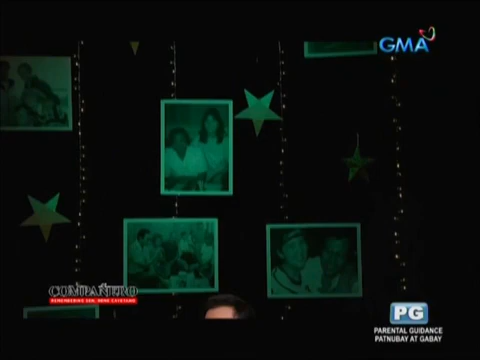 GMA
COMPAÑERO
REMEMBERING SEN. RENE CAYETANO
PG
PARENTAL GUIDANCE
PATNUBAY AT GABAY